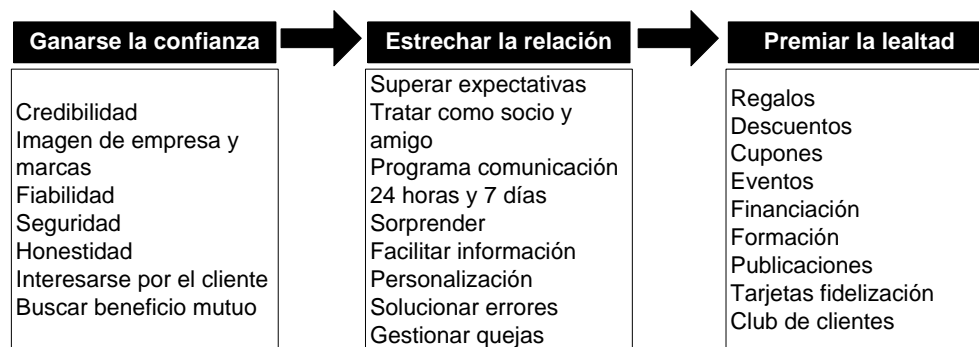 Ganarse la confianza
Credibilidad
Imagen de empresa y
marcas
Fiabilidad
Seguridad
Honestidad
Interesarse por el cliente
Buscar beneficio mutuo
Estrechar la relación
Superar expectativas
Tratar como socio y
amigo
Programa comunicación
24 horas y 7 días
Sorprender
Facilitar información
Personalización
Solucionar errores
Gestionar quejas
Premiar la lealtad
Regalos
Descuentos
Cupones
Eventos
Financiación
Formación
Publicaciones
Tarjetas fidelización
Club de clientes